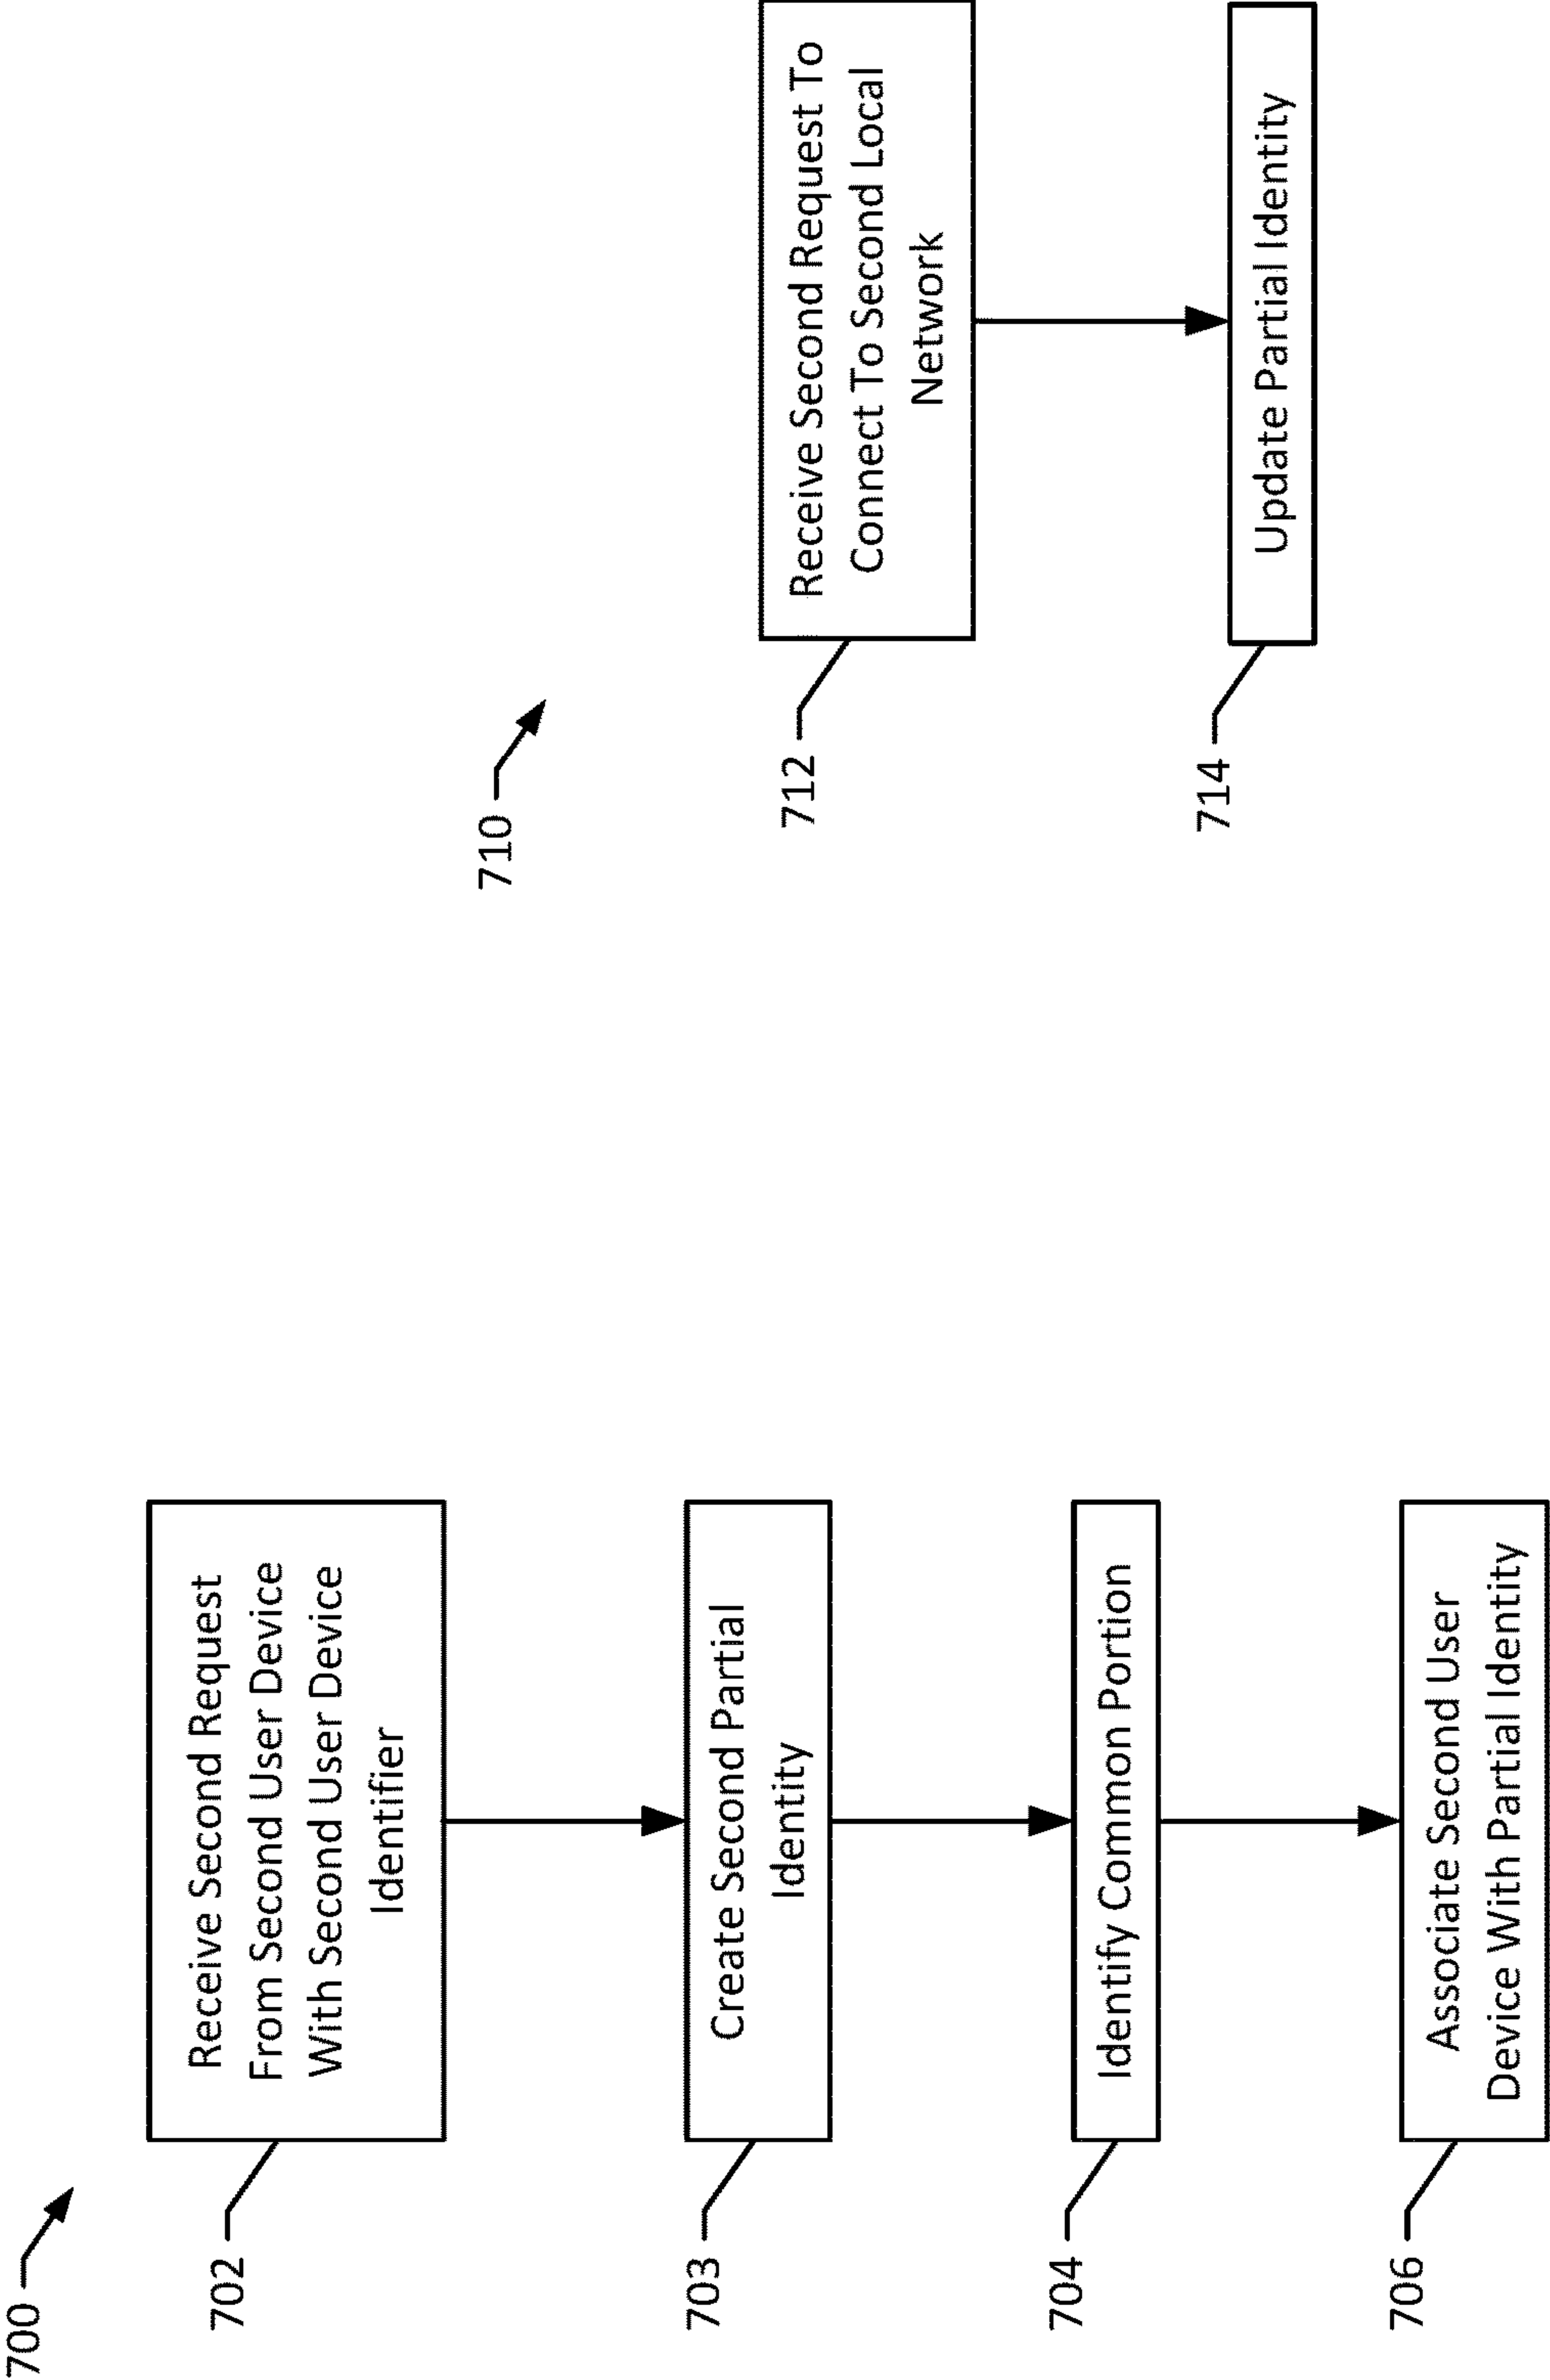 700
702
Receive Second Request
From Second User Device
With Second User Device
Identifier
703
Create Second Partial
Identity
704
Identify Common Portion
706
Associate Second User
Device With Partial Identity
710
712
Receive Second Request To
Connect To Second Local
Network
714
Update Partial Identity